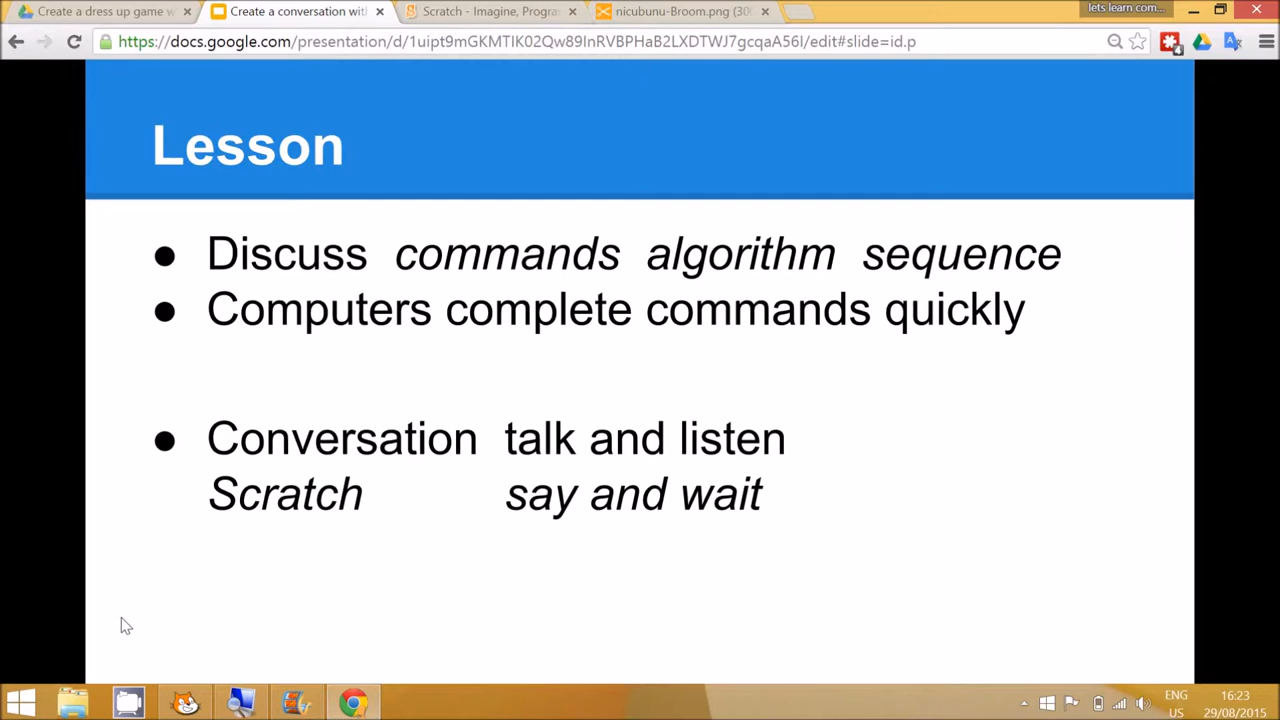 Create a dress up game w
Create a conversation wit
Scratch - Imagine, Progra
nicubunu-Broom.png (30
lets learn com...
https://docs.google.com/presentation/d/1uipt9mGKMTIK02Qw89InRVBPHaB2LXDTWJ7gcqaA56I/edit#slide=id.p
4
Lesson
● Discuss commands algorithm sequence
● Computers complete commands quickly
● Conversation talk and listen
Scratch say and wait
ENG 16:23
US 29/08/2015